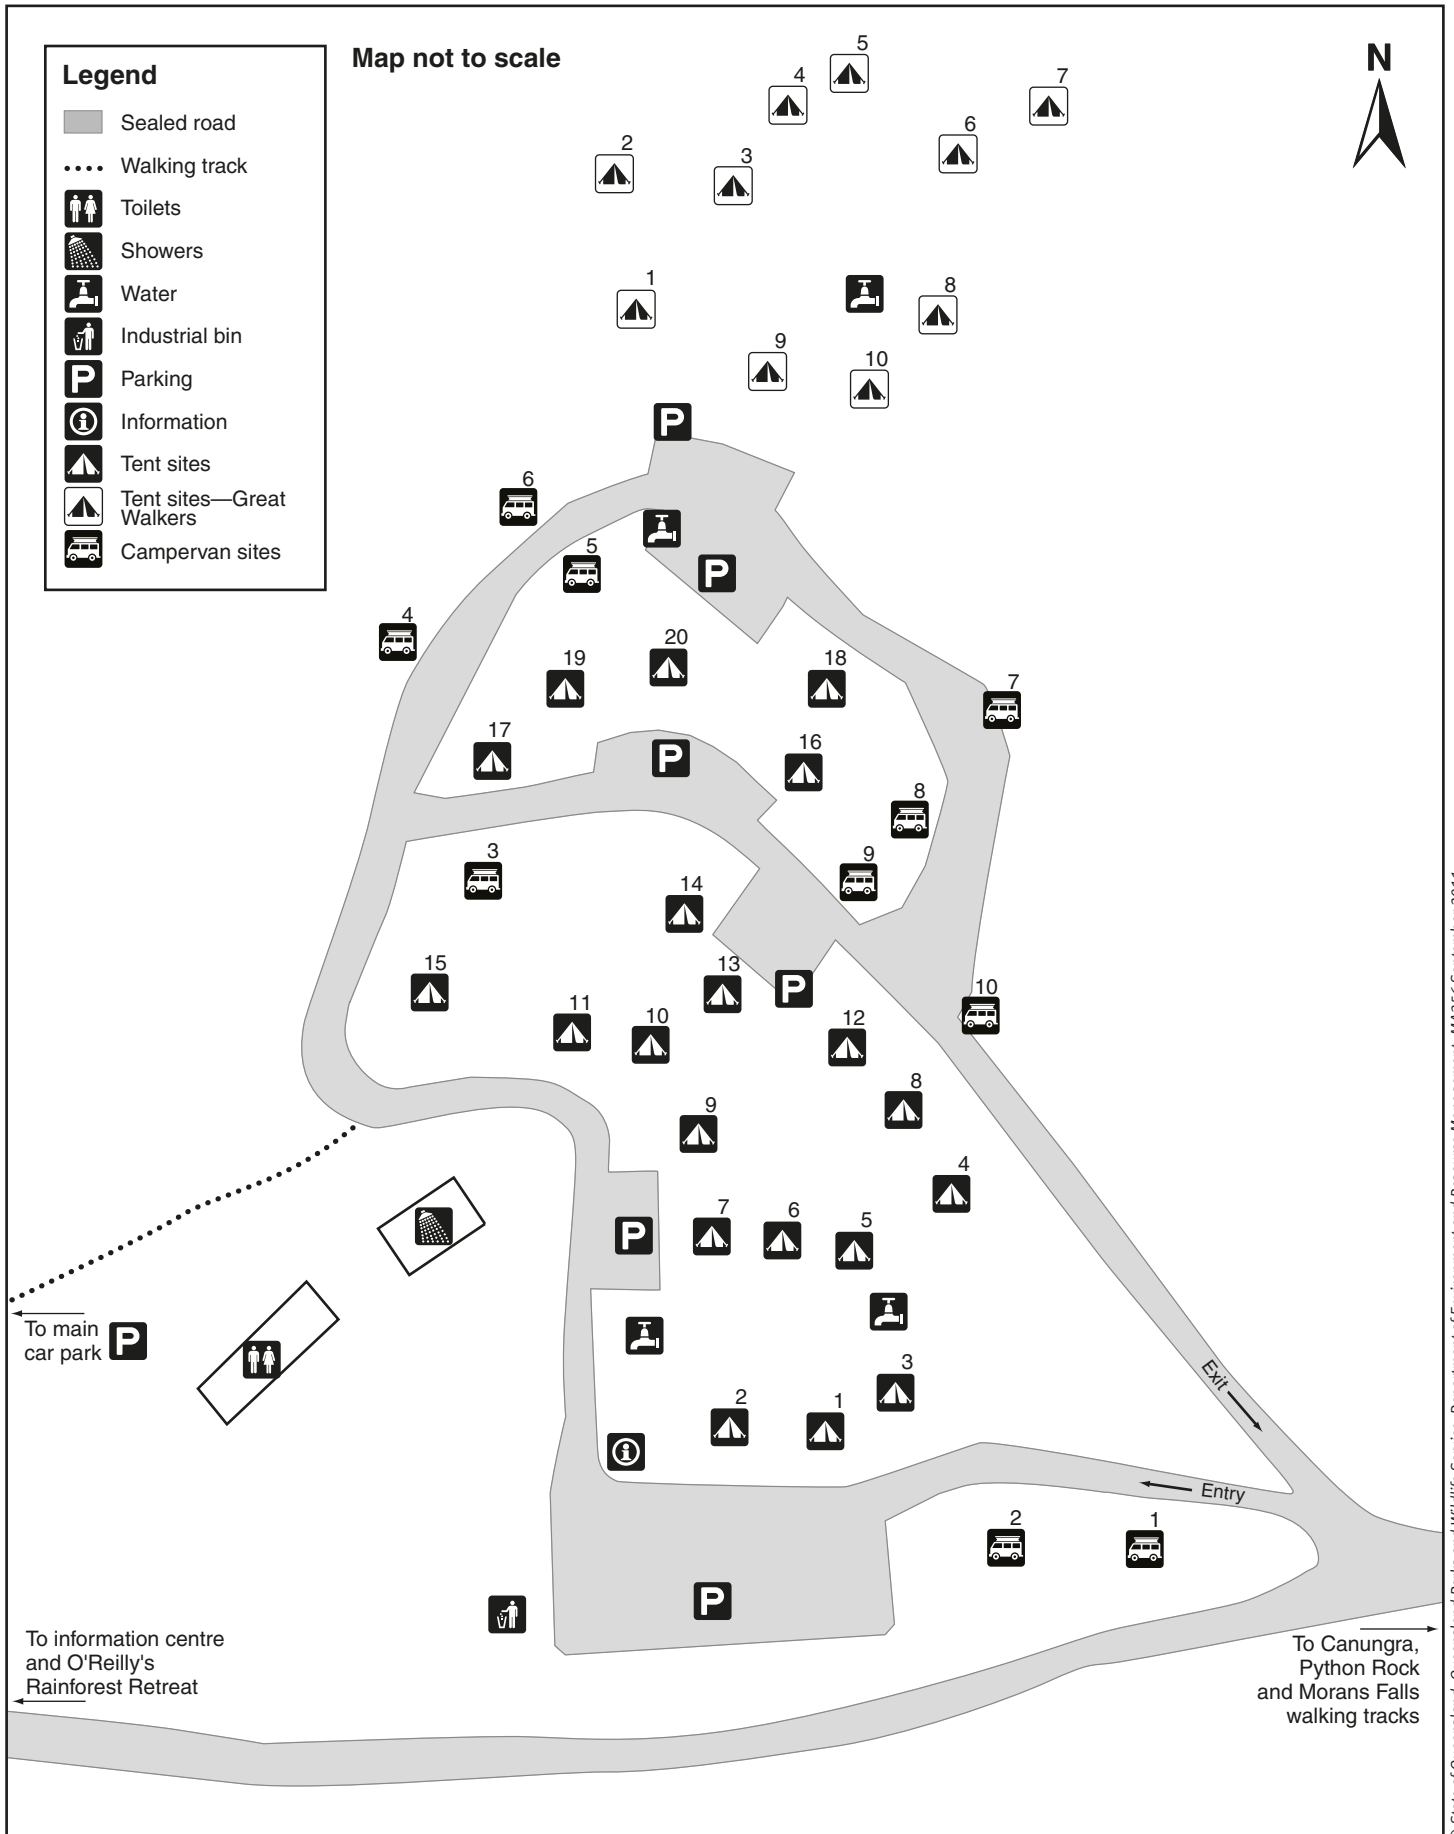 Map not to scale
N
Legend
Sealed road
Walking track
Toilets
Showers
Water
Industrial bin
P
Parking
Information
Tent sites
Tent sites—Great
Walkers
Campervan sites
5
4
7
6
2
3
1
8
9
10
P
6
5
P
4
20
19
18
7
17
16
P
8
9
3
14
15
13
P
10
11
10
12
8
9
4
7
6
5
P
To main
car park
P
3
2
1
Exit
Entry
2
1
P
To information centre
and O'Reilly's
Rainforest Retreat
To Canungra,
Python Rock
and Morans Falls
walking tracks